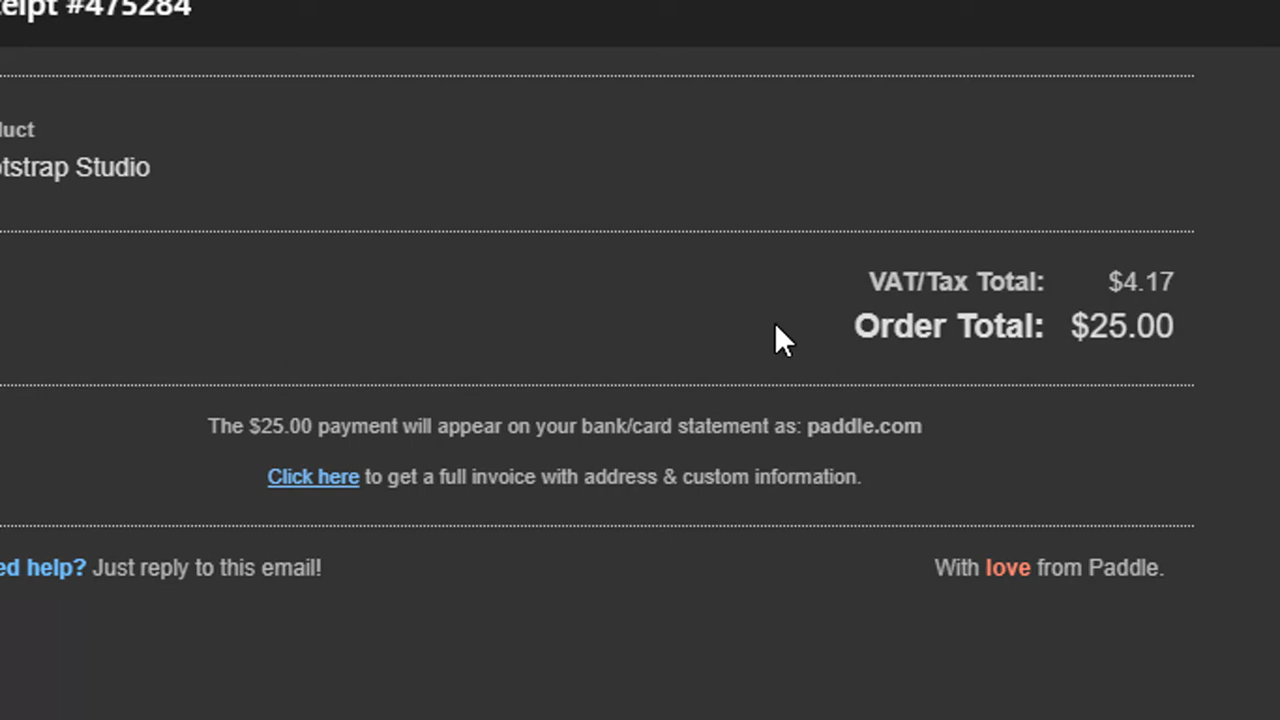 eipt #475284
duct
otstrap Studio
VAT/Tax Total: $4.17
Order Total: $25.00
The $25.00 payment will appear on your bank/card statement as: paddle.com
Click here to get a full invoice with address & custom information.
ed help? Just reply to this email!
With love from Paddle.